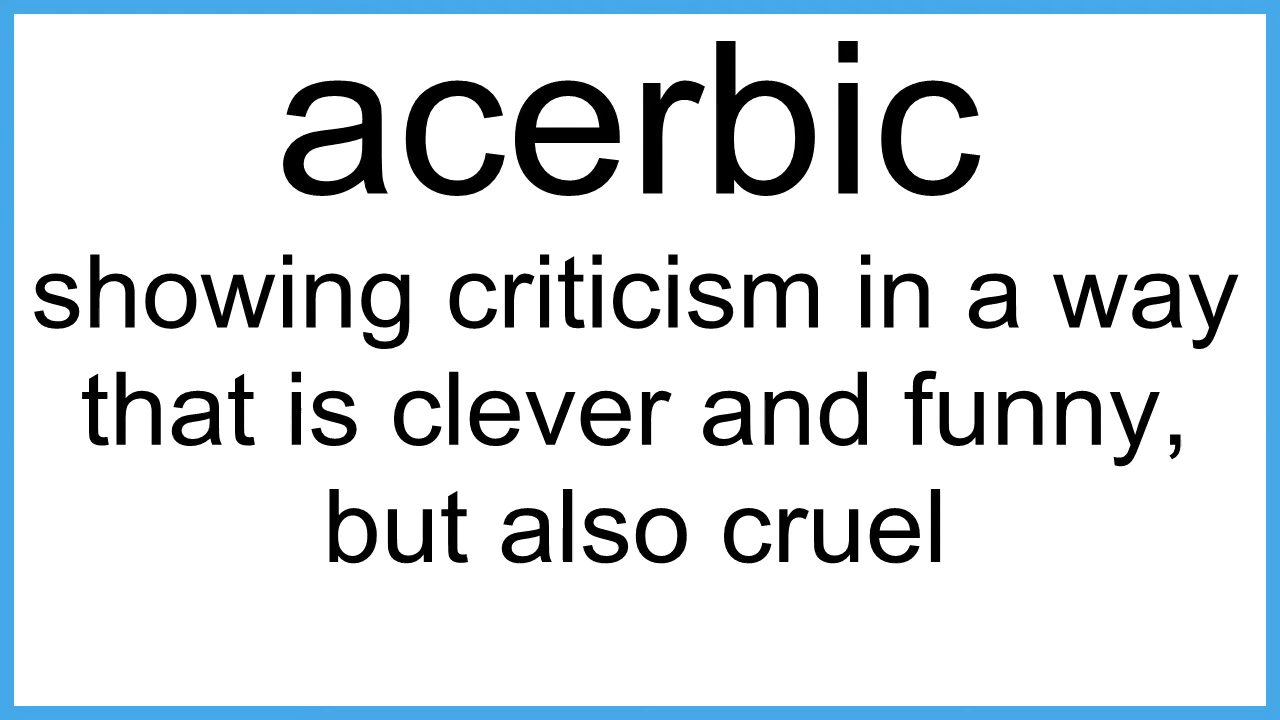 acerbic
showing criticism in a way
that is clever and funny,
but also cruel